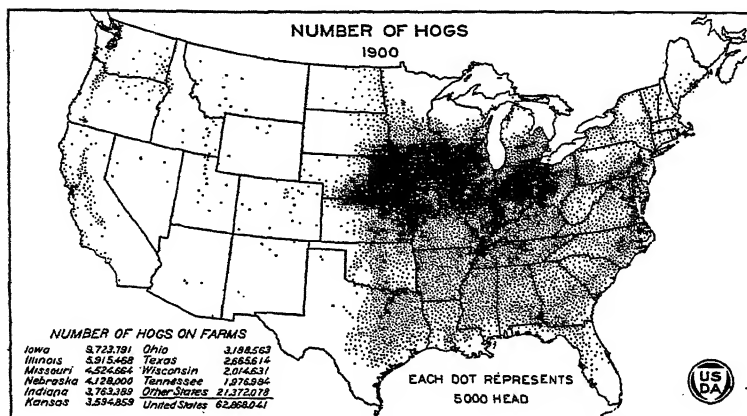 NUMBER OF HOGS
1900
NUMBER OF HOGS ON FARMS
Iowa 9,723,791 Ohio 3,188,563
Illinois 5,915,468 Texas 2,665,614
Missouri 4,524,664 Wisconsin 2,014,631
Nebraska 4,128,000 Tennessee 1,976,984
Indiana 3,763,389 Other States 21,372,078
Kansas 3,594,859 United States 62,868,041
EACH DOT REPRESENTS
5000 HEAD
US
DA